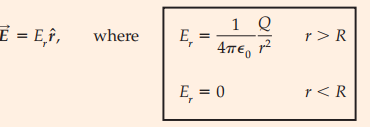 E⃗ = E_r r̂, where E_r = 1/(4πϵ₀) Q/r² r > R
E_r = 0 r < R